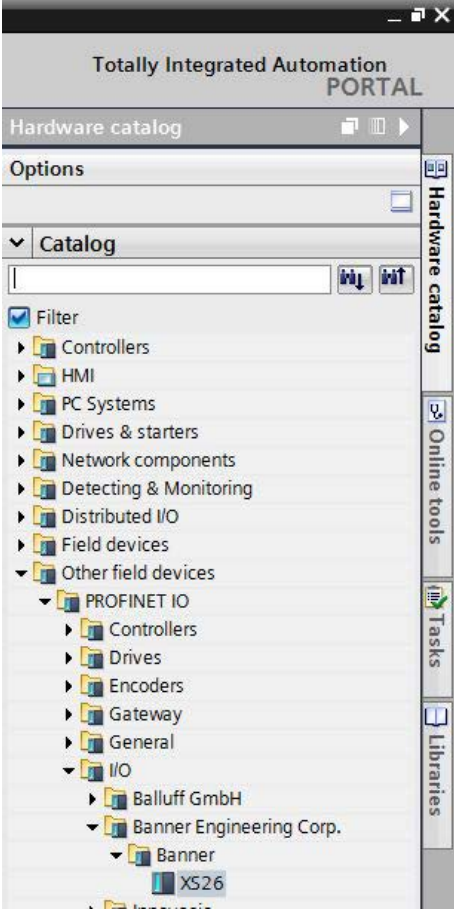 Totally Integrated Automation
PORTAL
Hardware catalog
Options
Catalog
Filter
Controllers
HMI
PC Systems
Drives & starters
Network components
Detecting & Monitoring
Distributed I/O
Field devices
Other field devices
PROFINET IO
Controllers
Drives
Encoders
Gateway
General
I/O
Balluff GmbH
Banner Engineering Corp.
Banner
XS26
Hardware catalog
Online tools
Tasks
Libraries